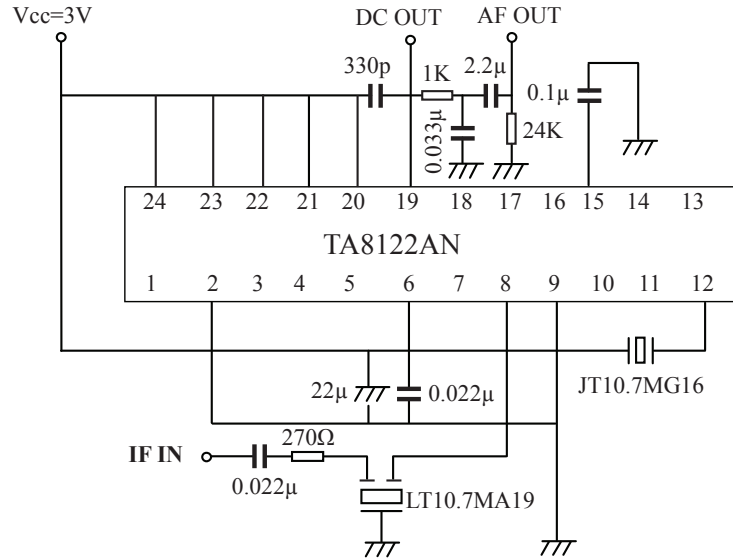 Vcc=3V
DC OUT
AF OUT
330p
1K
2.2μ
0.1μ
0.033μ
24K
24 23 22 21 20 19 18 17 16 15 14 13
TA8122AN
1 2 3 4 5 6 7 8 9 10 11 12
JT10.7MG16
22μ
0.022μ
270Ω
IF IN
0.022μ
LT10.7MA19